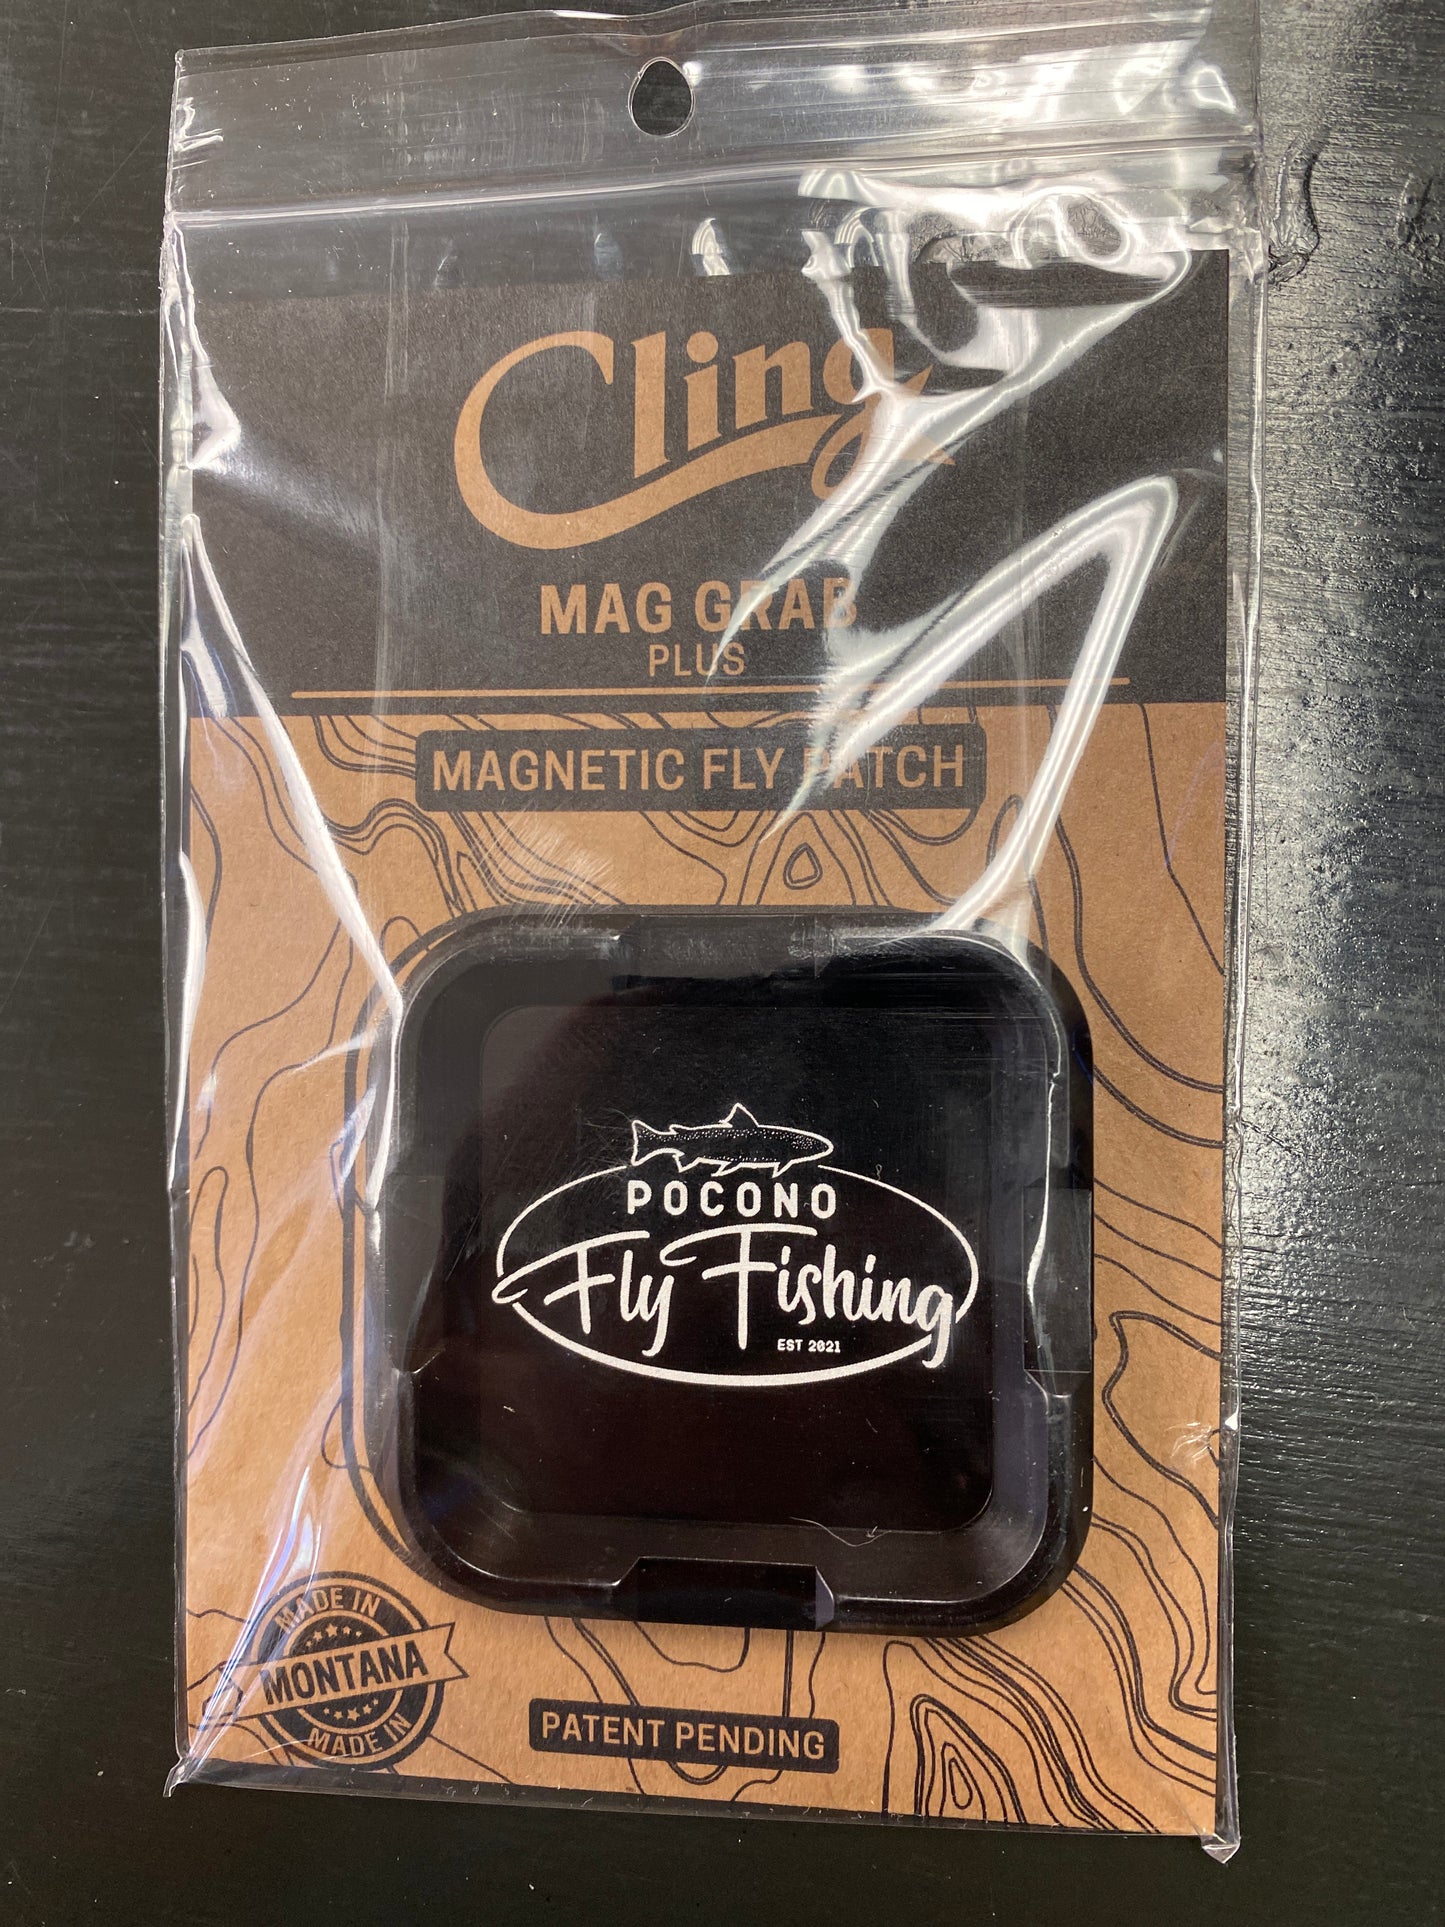 Cling
MAG GRAB
PLUS
MAGNETIC FLY PATCH
POCONO
Fly Fishing
EST 2021
MADE IN
MONTANA
MADE IN
PATENT PENDING